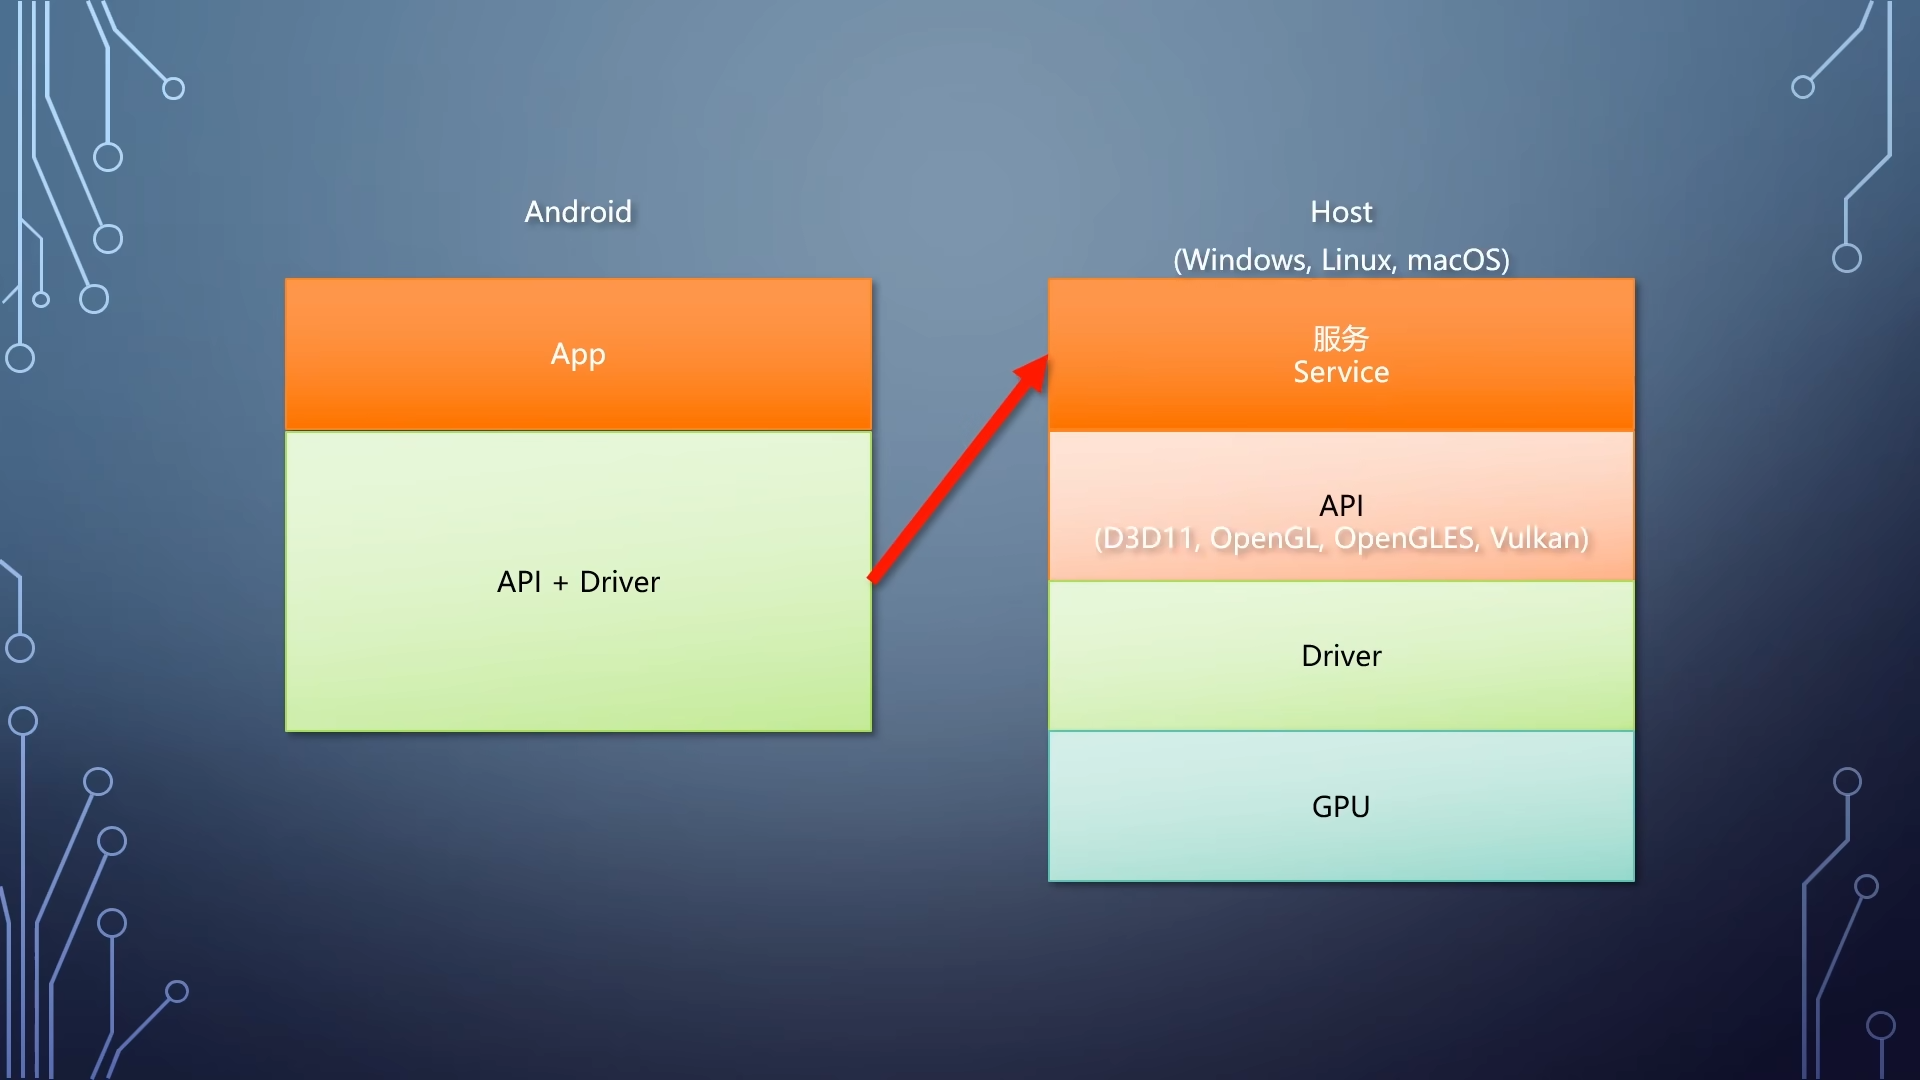 Android
App
API + Driver
Host
(Windows, Linux, macOS)
服务
Service
API
(D3D11, OpenGL, OpenGLES, Vulkan)
Driver
GPU